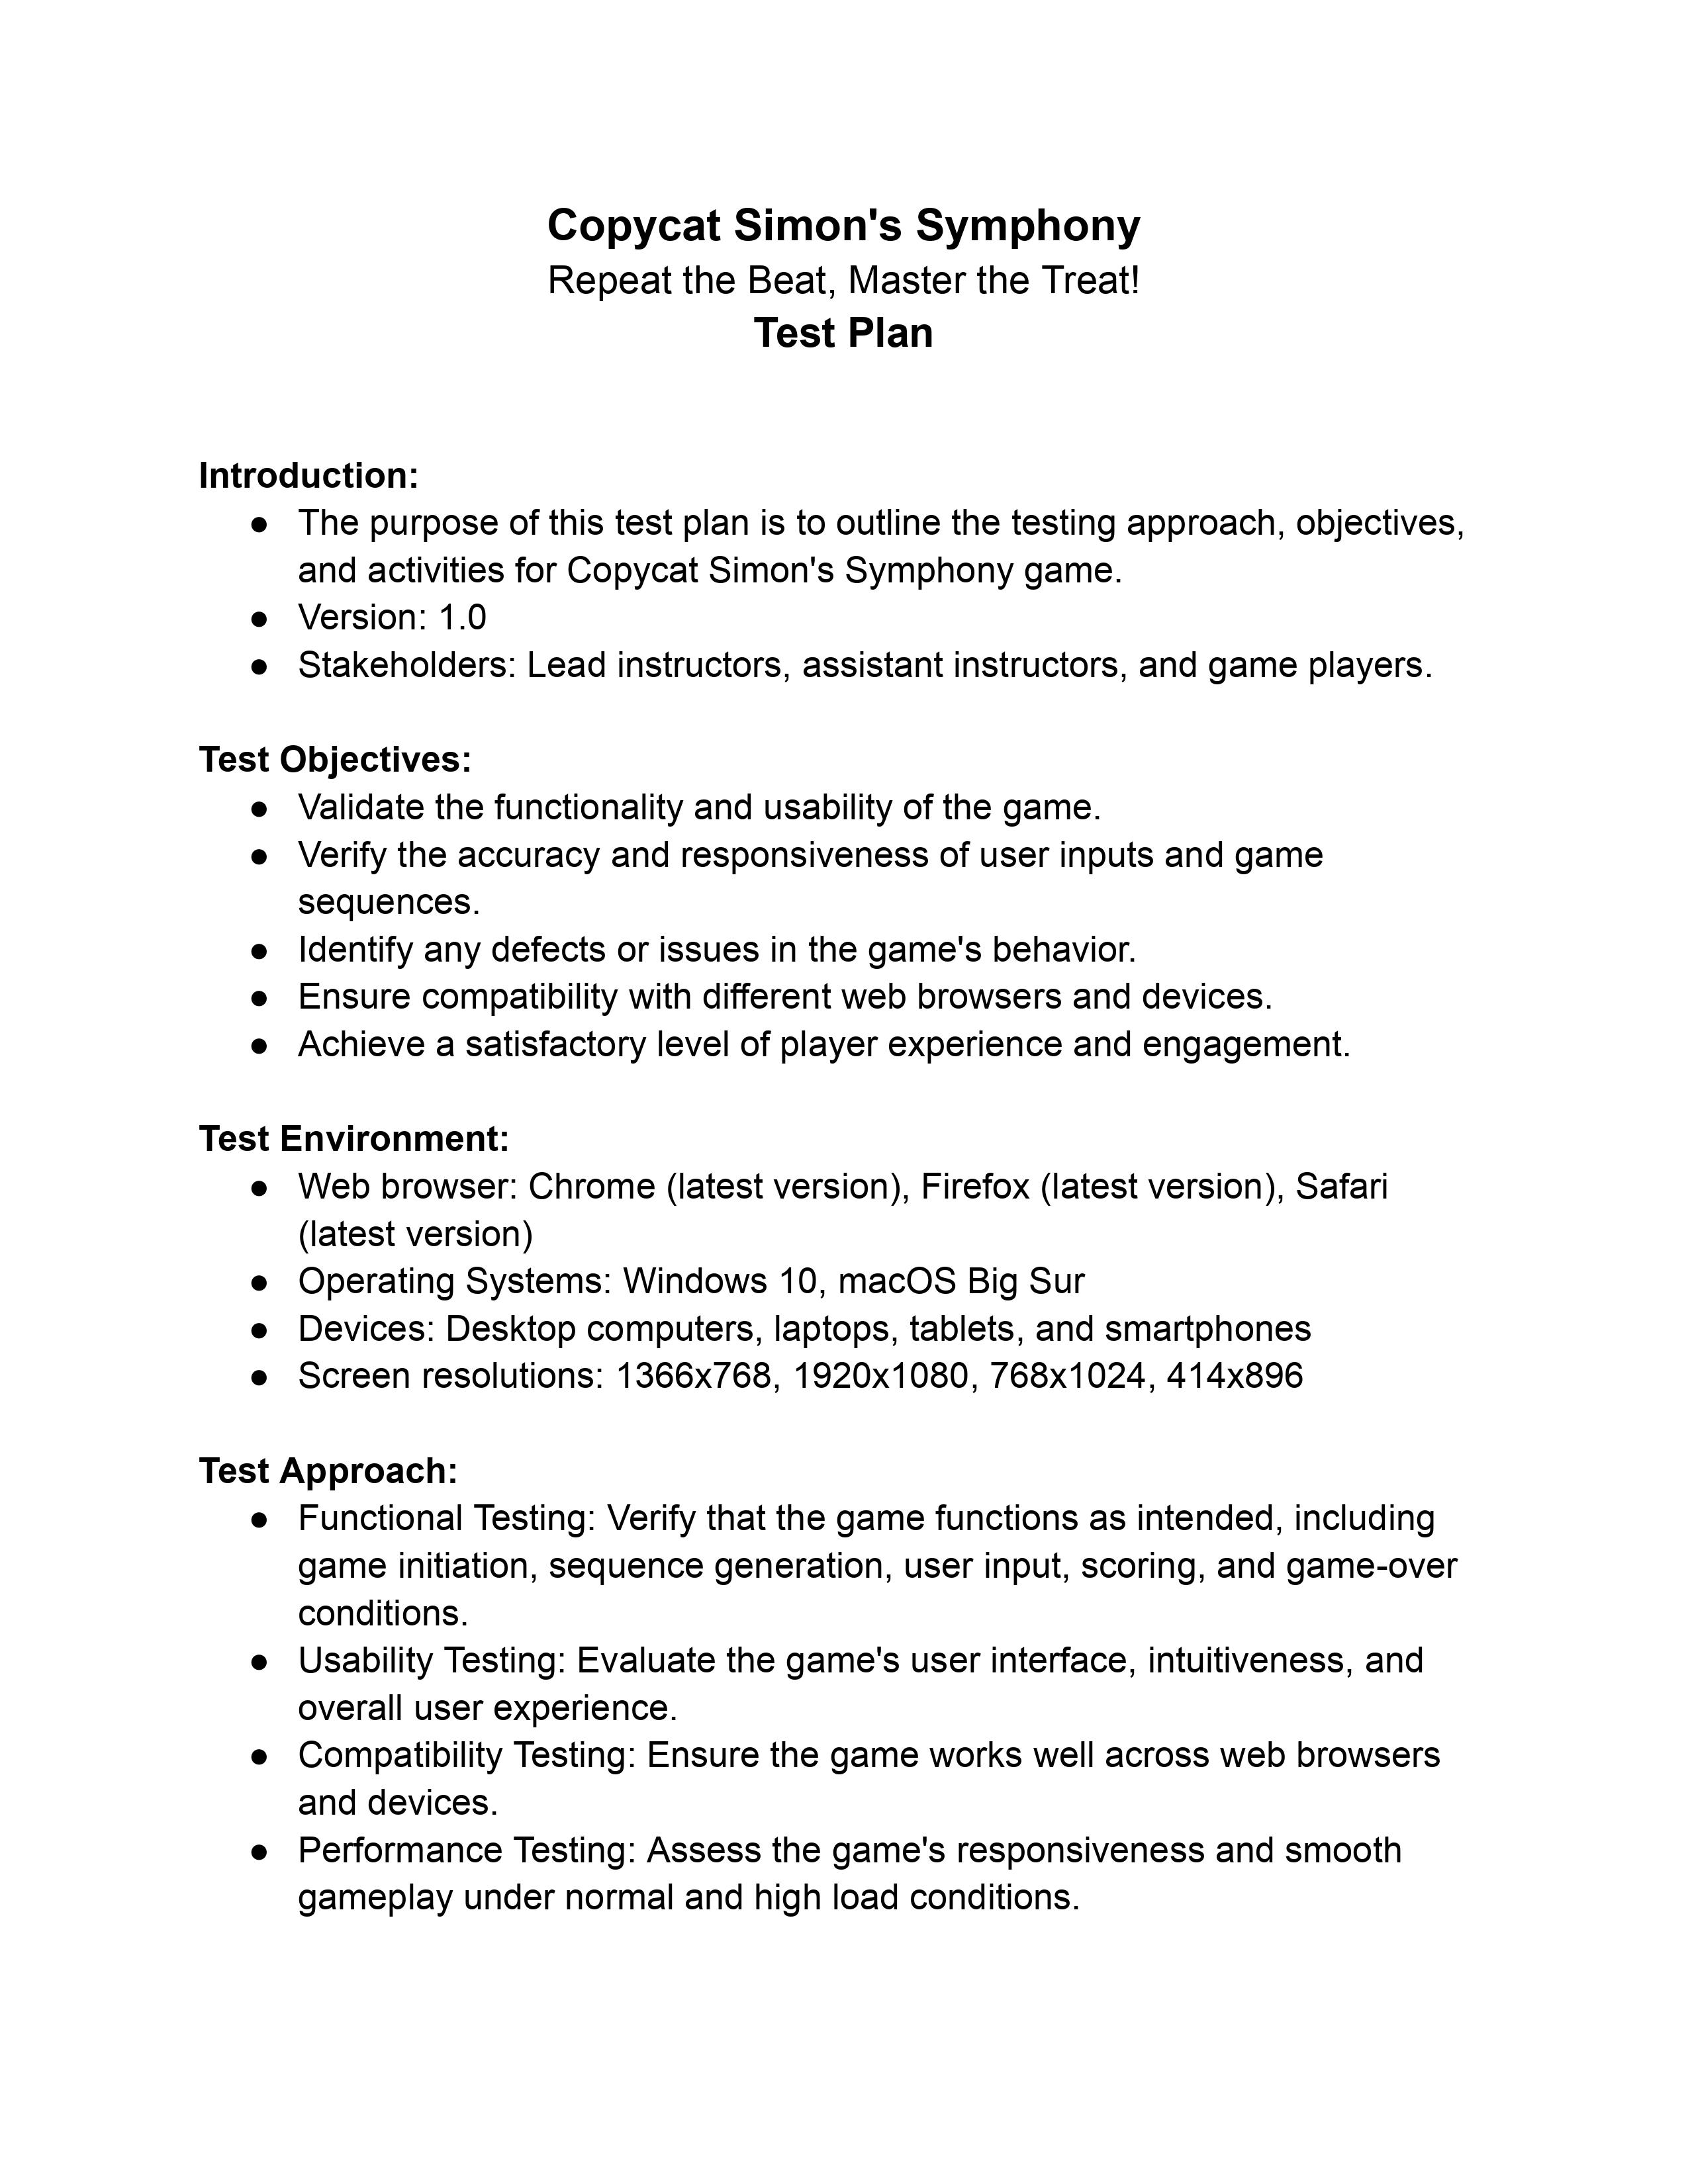 Copycat Simon's Symphony
Repeat the Beat, Master the Treat!
Test Plan
Introduction:
● The purpose of this test plan is to outline the testing approach, objectives,
and activities for Copycat Simon's Symphony game.
● Version: 1.0
● Stakeholders: Lead instructors, assistant instructors, and game players.
Test Objectives:
● Validate the functionality and usability of the game.
● Verify the accuracy and responsiveness of user inputs and game
sequences.
● Identify any defects or issues in the game's behavior.
● Ensure compatibility with different web browsers and devices.
● Achieve a satisfactory level of player experience and engagement.
Test Environment:
● Web browser: Chrome (latest version), Firefox (latest version), Safari
(latest version)
● Operating Systems: Windows 10, macOS Big Sur
● Devices: Desktop computers, laptops, tablets, and smartphones
● Screen resolutions: 1366x768, 1920x1080, 768x1024, 414x896
Test Approach:
● Functional Testing: Verify that the game functions as intended, including
game initiation, sequence generation, user input, scoring, and game-over
conditions.
● Usability Testing: Evaluate the game's user interface, intuitiveness, and
overall user experience.
● Compatibility Testing: Ensure the game works well across web browsers
and devices.
● Performance Testing: Assess the game's responsiveness and smooth
gameplay under normal and high load conditions.